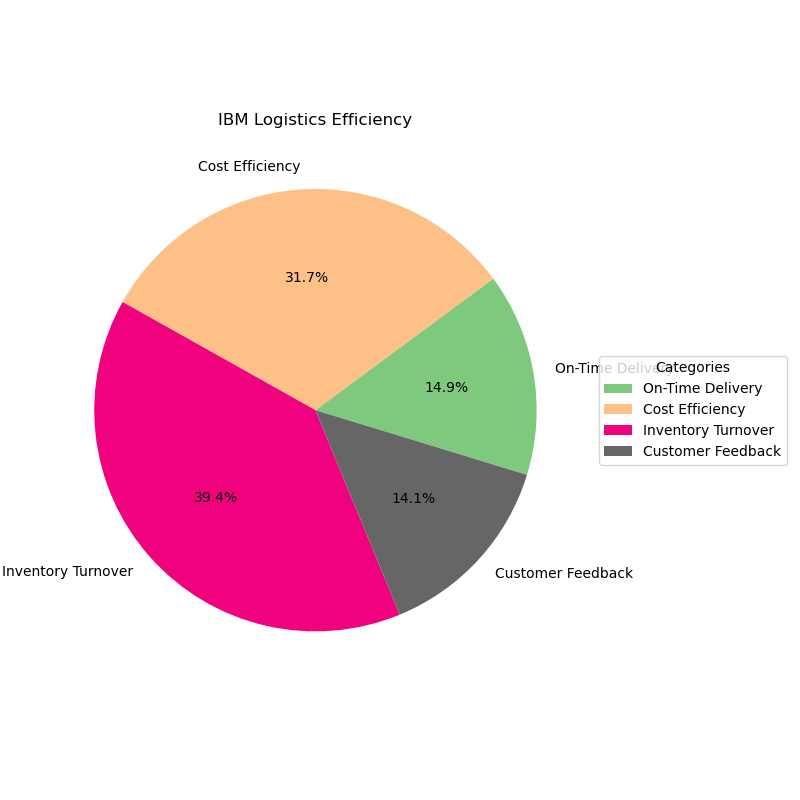 IBM Logistics Efficiency
Cost Efficiency
31.7%
On-Time Delivery
14.9%
39.4%
14.1%
Inventory Turnover
Customer Feedback
Categories
On-Time Delivery
Cost Efficiency
Inventory Turnover
Customer Feedback